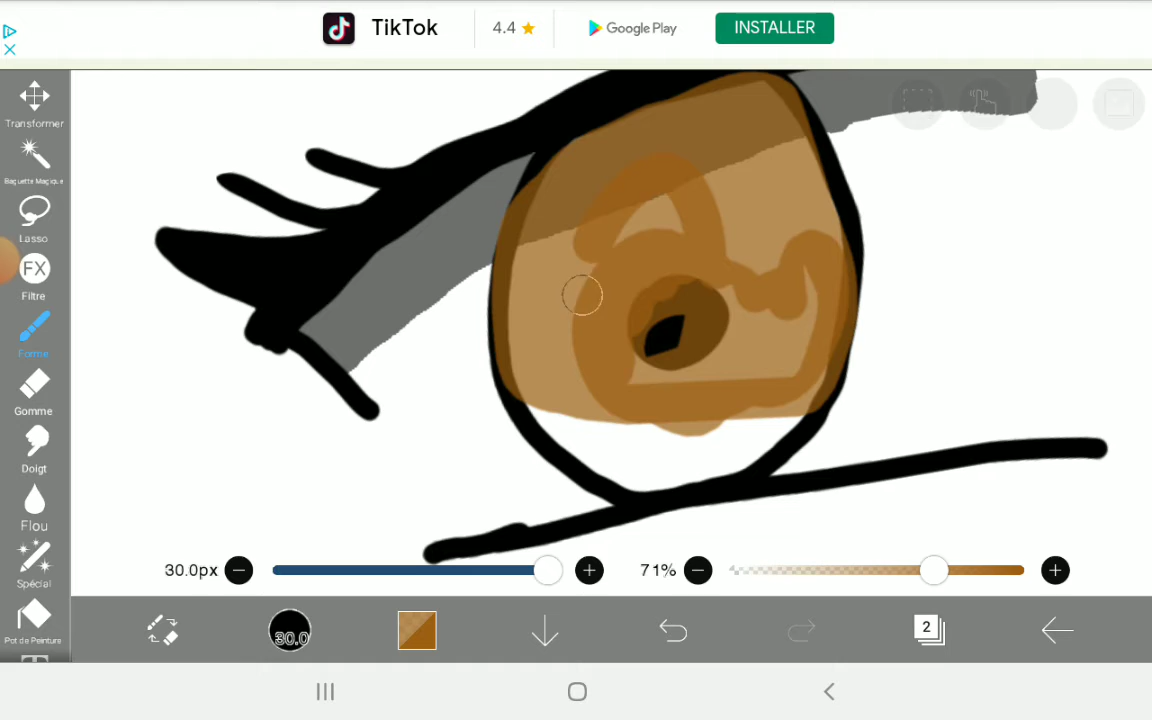 TikTok
4.4
Google Play
INSTALLER
Transformer
Baguette Magique
Lasso
FX
Filtre
Forme
Gomme
Doigt
Flou
Spécial
Pot de Peinture
30.0px
71%
30.0
2